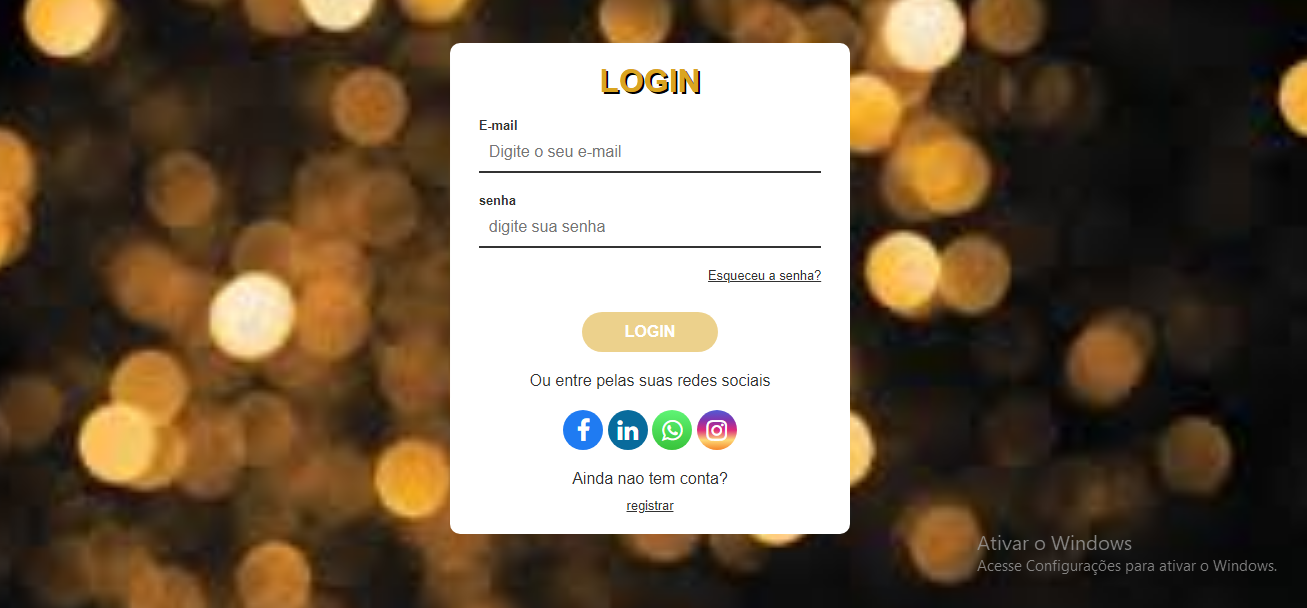 LOGIN
E-mail
Digite o seu e-mail
senha
digite sua senha
Esqueceu a senha?
LOGIN
Ou entre pelas suas redes sociais
Ainda nao tem conta?
registrar
Ativar o Windows
Acesse Configurações para ativar o Windows.